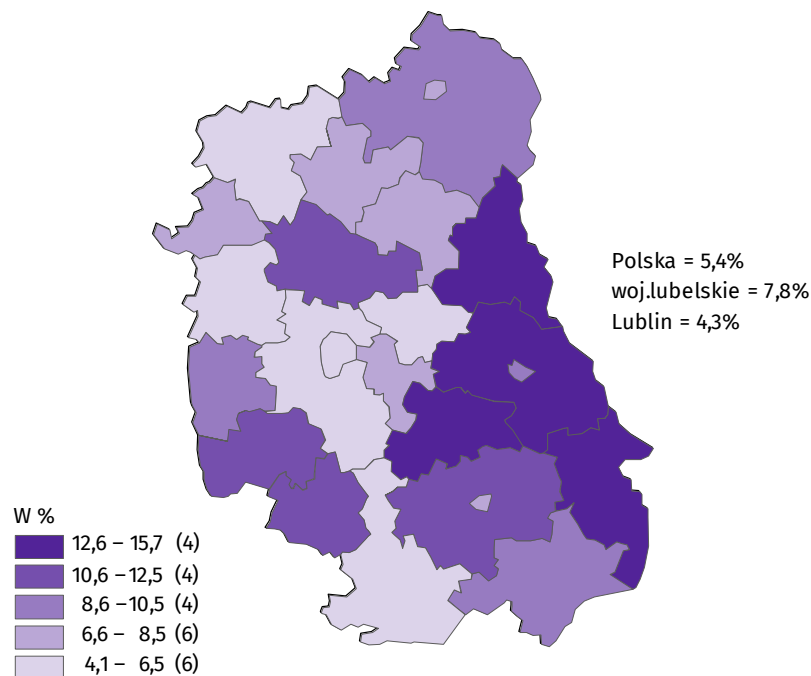 Polska = 5,4%
woj.lubelskie = 7,8%
Lublin = 4,3%
W %
12,6 – 15,7 (4)
10,6 – 12,5 (4)
8,6 –10,5 (4)
6,6 – 8,5 (6)
4,1 – 6,5 (6)